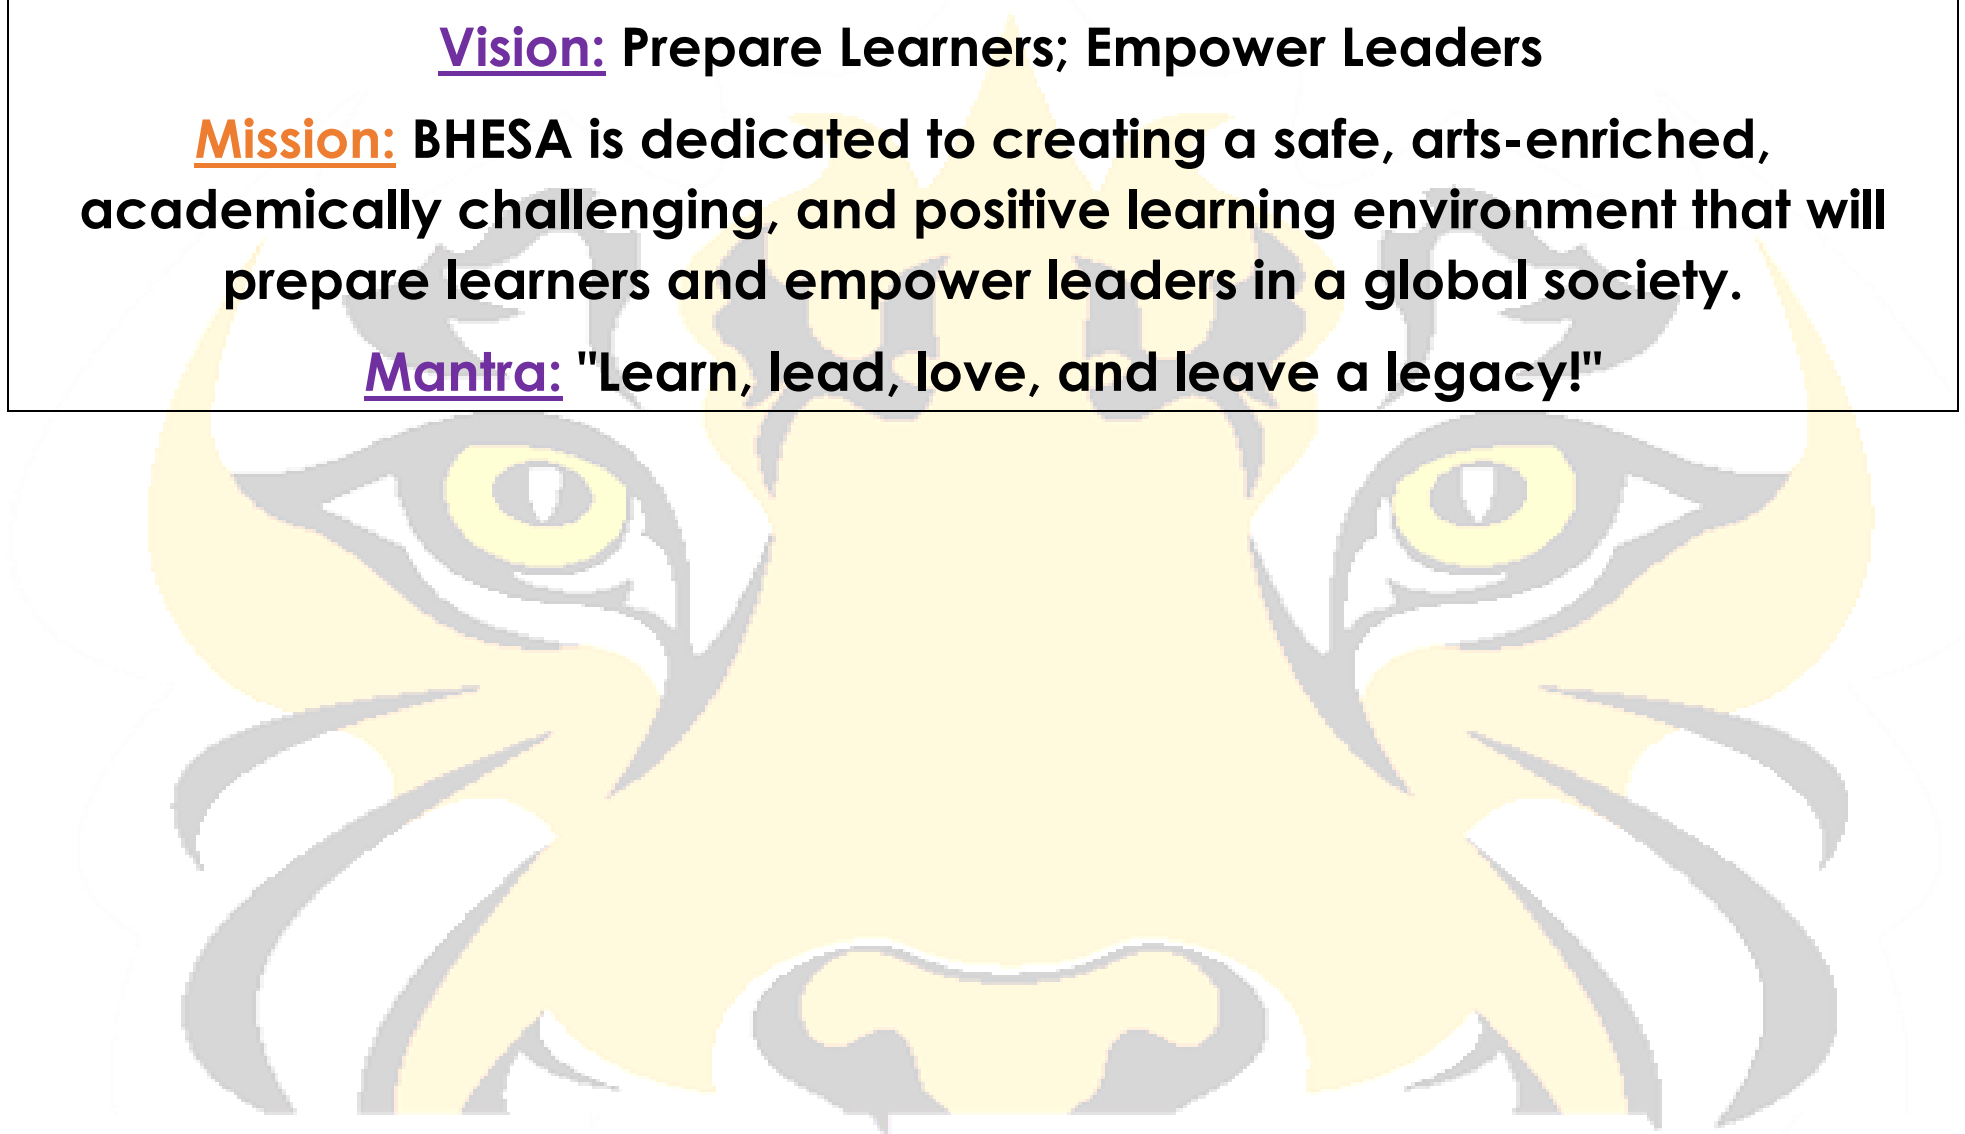 Vision: Prepare Learners; Empower Leaders
Mission: BHESA is dedicated to creating a safe, arts-enriched,
academically challenging, and positive learning environment that will
prepare learners and empower leaders in a global society.
Mantra: "Learn, lead, love, and leave a legacy!"